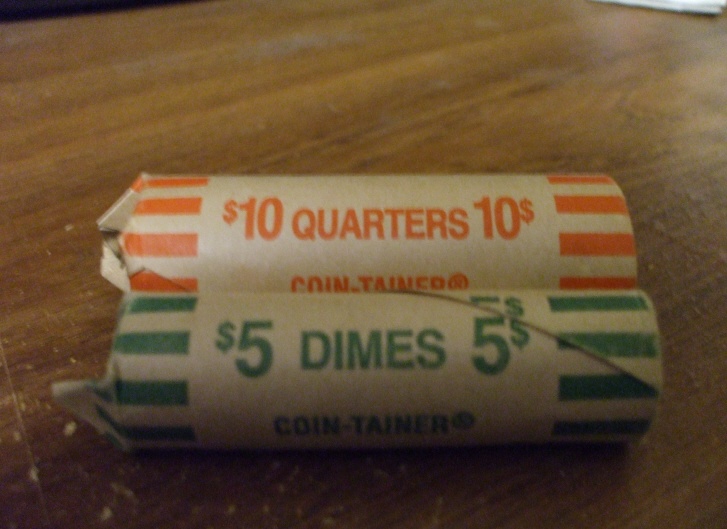 $10 QUARTERS 10$
COIN-TAINER®
$5 DIMES 5$
COIN-TAINER®